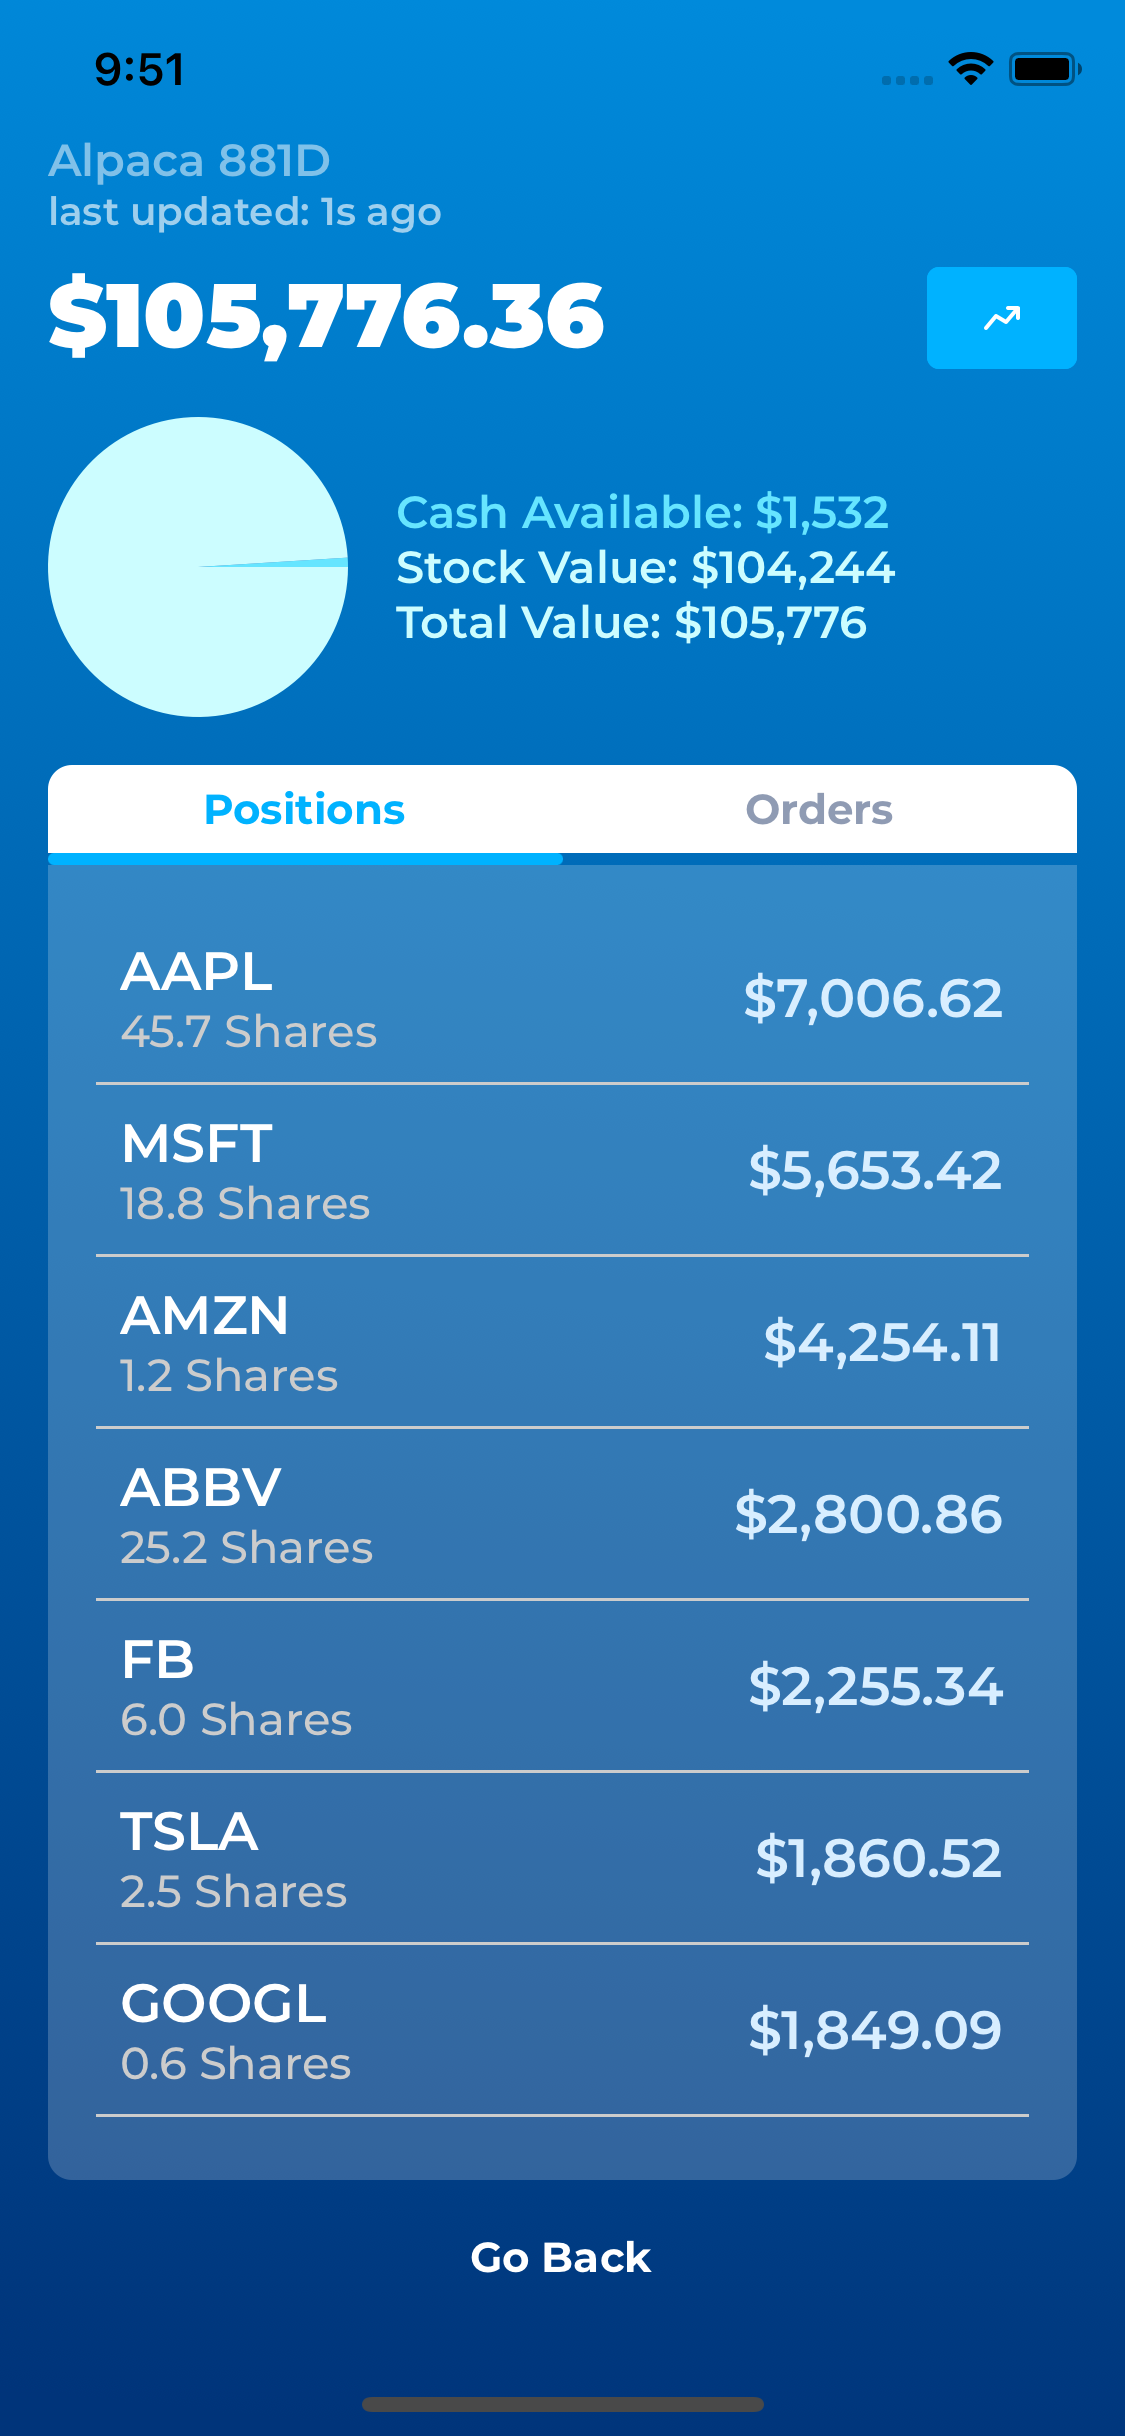 9:51
Alpaca 881D
last updated: 1s ago
$105,776.36
Cash Available: $1,532
Stock Value: $104,244
Total Value: $105,776
Positions Orders
AAPL
45.7 Shares
$7,006.62
MSFT
18.8 Shares
$5,653.42
AMZN
1.2 Shares
$4,254.11
ABBV
25.2 Shares
$2,800.86
FB
6.0 Shares
$2,255.34
TSLA
2.5 Shares
$1,860.52
GOOGL
0.6 Shares
$1,849.09
Go Back